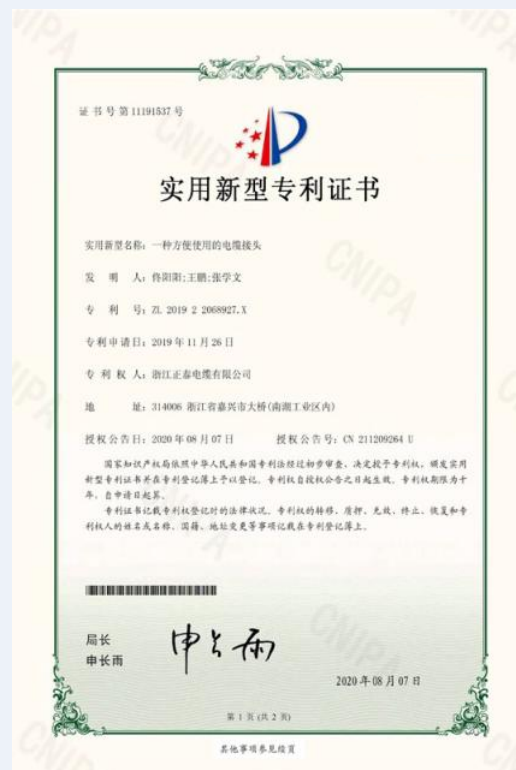 证书号第11191537号
实用新型专利证书
实用新型名称：一种方便使用的电缆接头
发明人：佟阳阳;王鹏;张学文
专利号：ZL 2019 2 2068927.X
专利申请日：2019年11月26日
专利权人：浙江正泰电缆有限公司
地址：314006 浙江省嘉兴市大桥(南湖工业区内)
授权公告日：2020年08月07日 授权公告号：CN 211209264 U
国家知识产权局依照中华人民共和国专利法经过初步审查，决定授予专利权，颁发实用
新型专利证书并在专利登记簿上予以登记。专利权自授权公告之日起生效。专利权期限为十
年，自申请日起算。
专利证书记载专利权登记时的法律状况。专利权的转移、质押、无效、终止、恢复和专
利权人的姓名或名称、国籍、地址变更等事项记载在专利登记簿上。
局长
申长雨
申长雨
2020年08月07日
第 1 页 (共 2 页)
其他事项参见续页
CNIPA
CNIPA
CNIPA
CNIPA